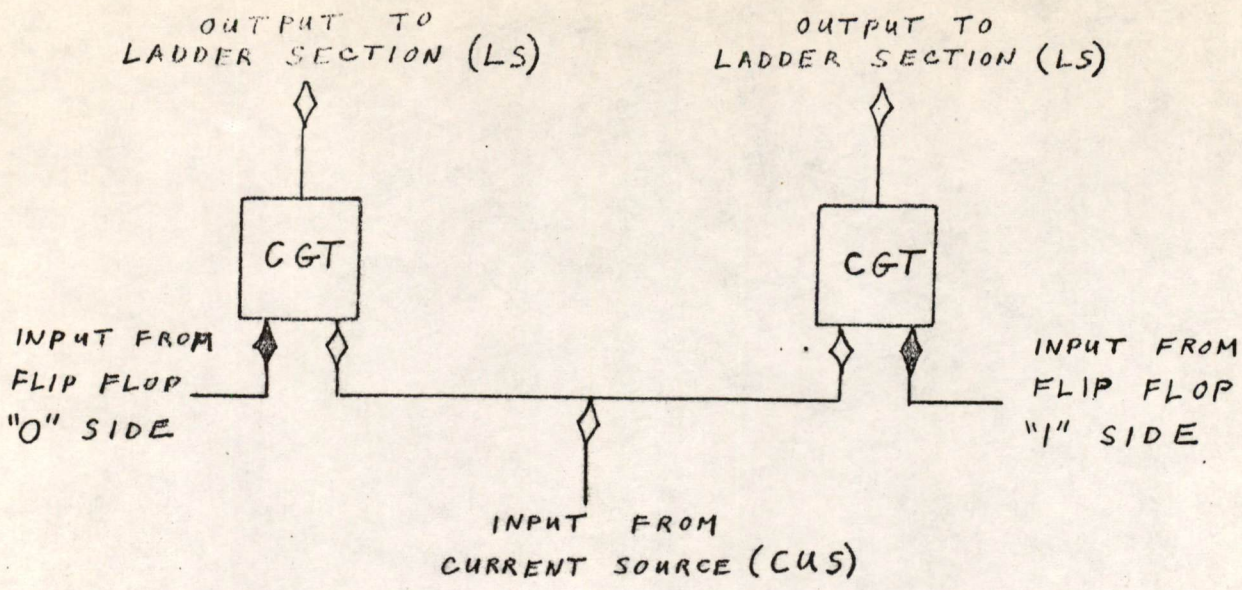 OUTPUT TO
LADDER SECTION (LS)
OUTPUT TO
LADDER SECTION (LS)
CGT
CGT
INPUT FROM
FLIP FLOP
"O" SIDE
INPUT FROM
FLIP FLOP
"1" SIDE
INPUT FROM
CURRENT SOURCE (CUS)